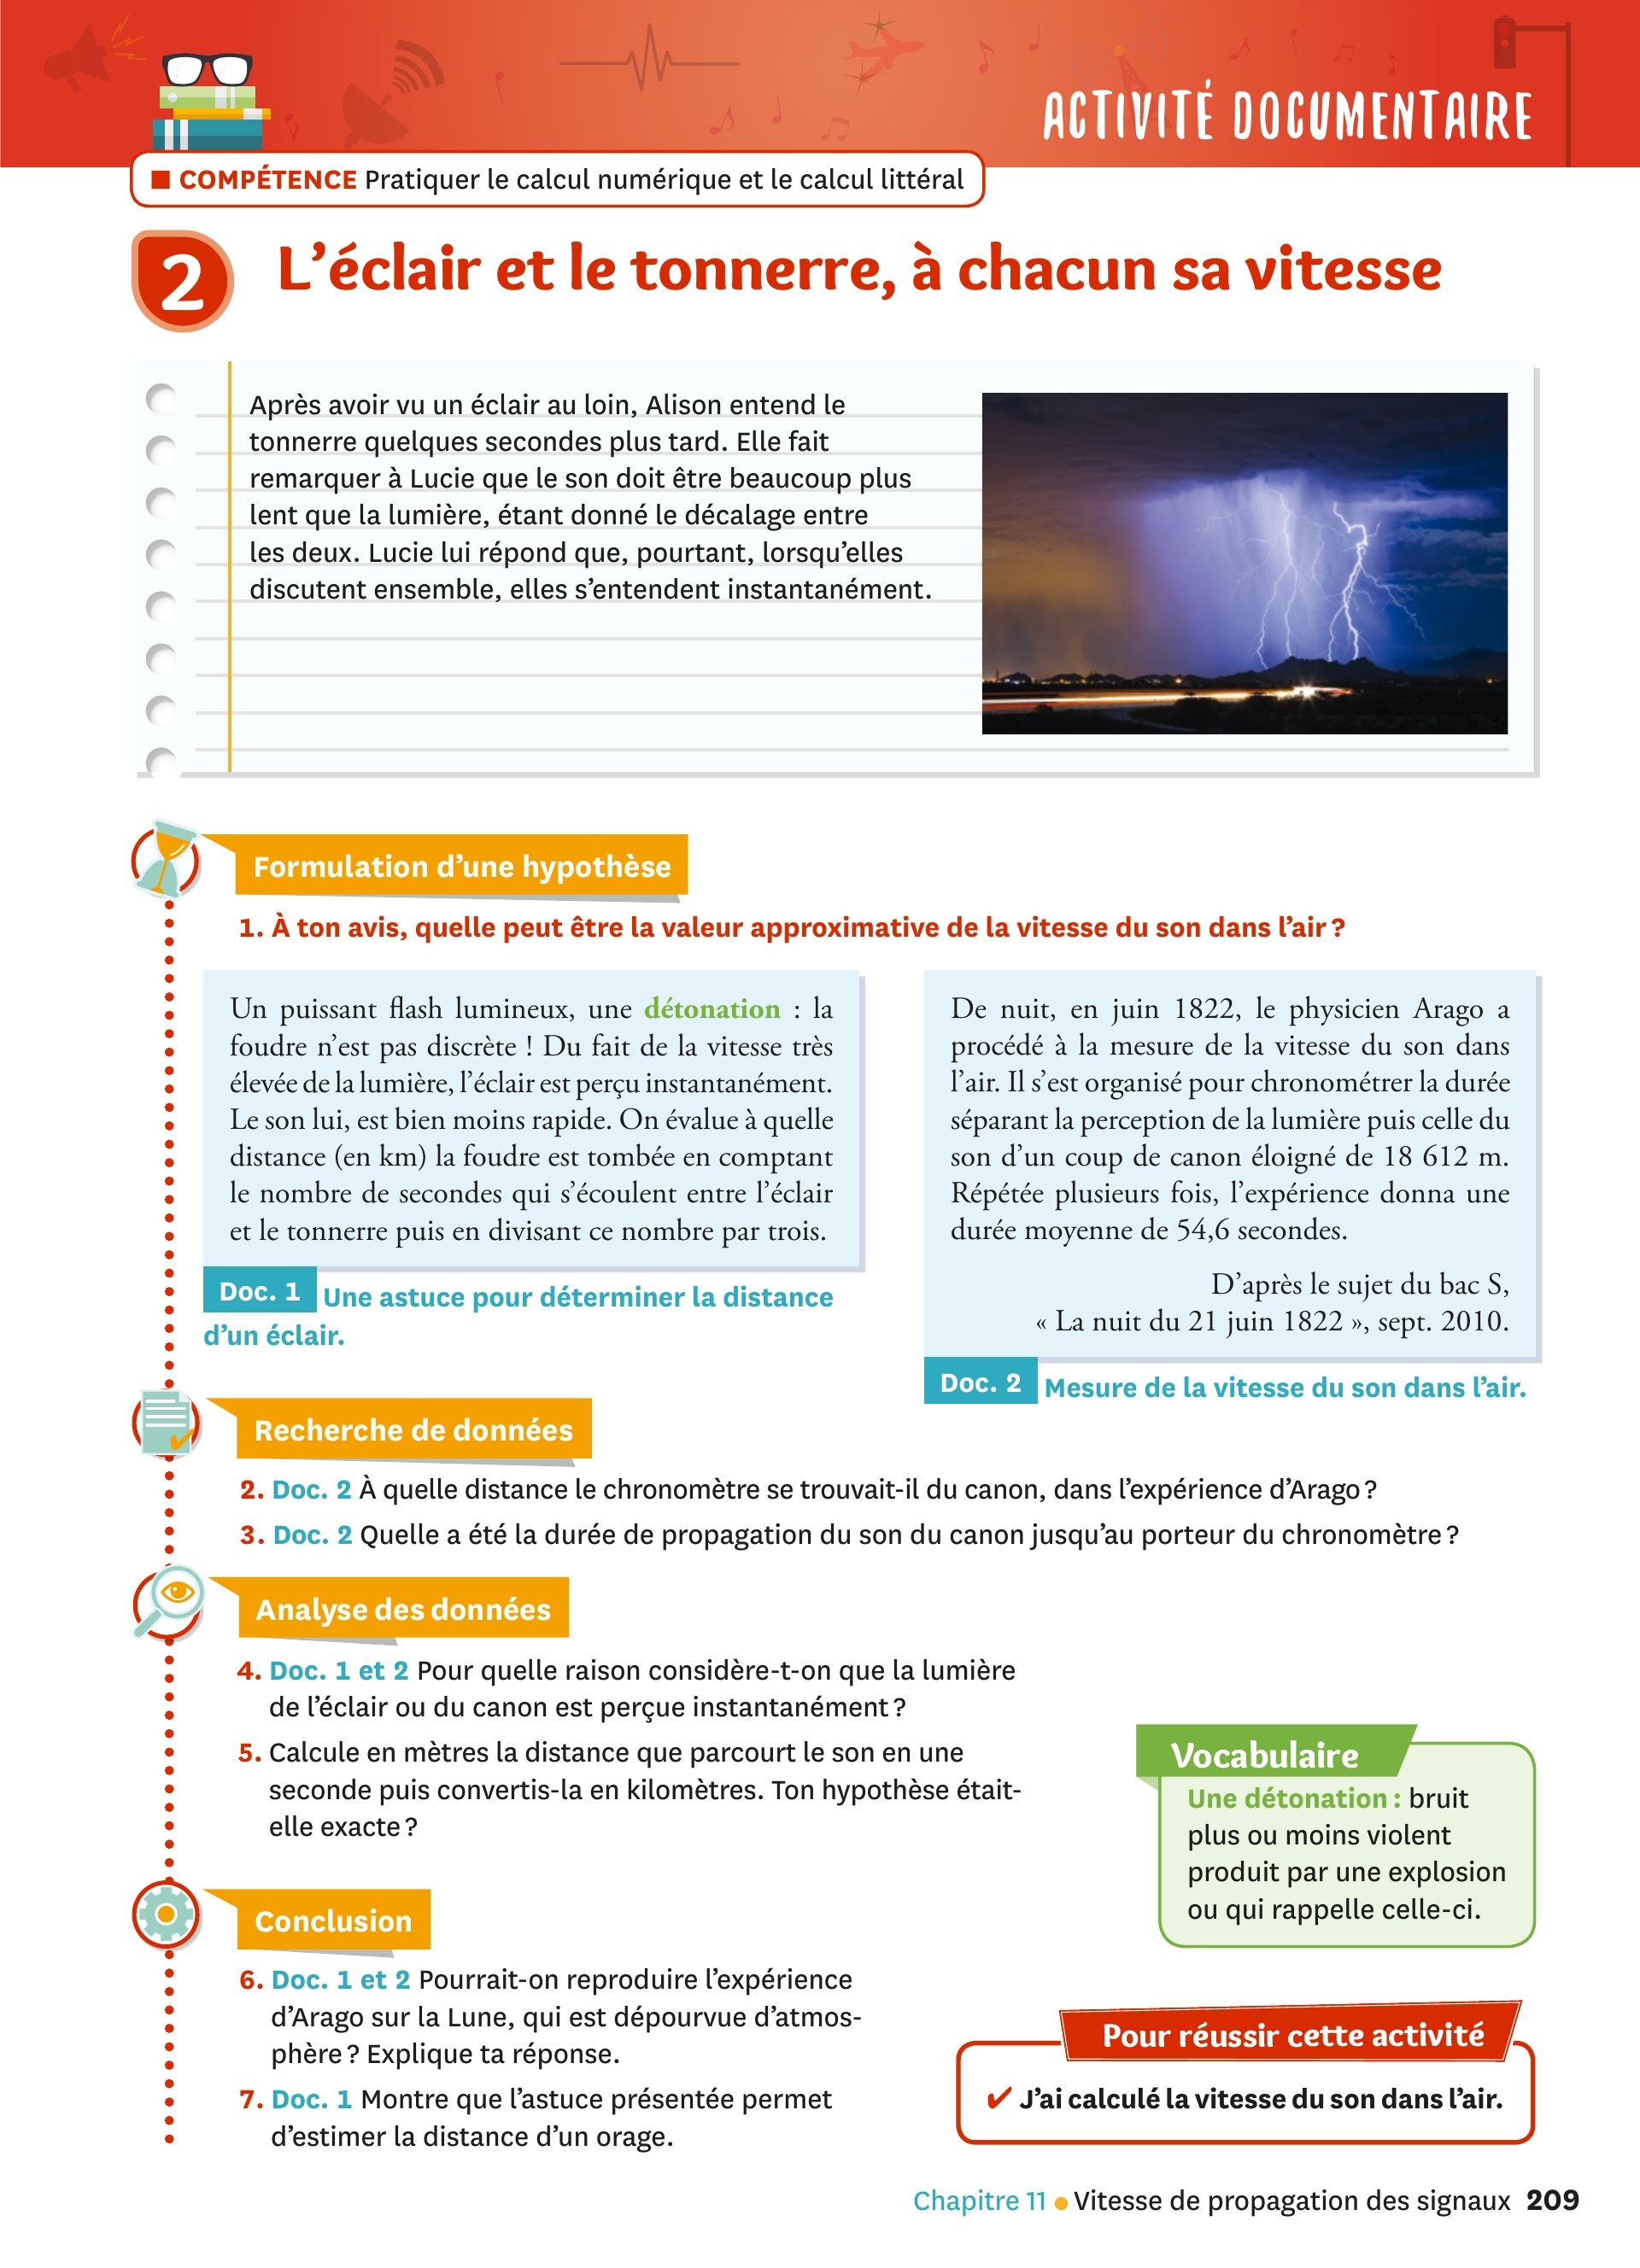 ACTIVITÉ DOCUMENTAIRE
■ COMPÉTENCE Pratiquer le calcul numérique et le calcul littéral
2 L’éclair et le tonnerre, à chacun sa vitesse
Après avoir vu un éclair au loin, Alison entend le
tonnerre quelques secondes plus tard. Elle fait
remarquer à Lucie que le son doit être beaucoup plus
lent que la lumière, étant donné le décalage entre
les deux. Lucie lui répond que, pourtant, lorsqu’elles
discutent ensemble, elles s’entendent instantanément.
Formulation d’une hypothèse
1. À ton avis, quelle peut être la valeur approximative de la vitesse du son dans l’air ?
Un puissant flash lumineux, une détonation : la
foudre n’est pas discrète ! Du fait de la vitesse très
élevée de la lumière, l’éclair est perçu instantanément.
Le son lui, est bien moins rapide. On évalue à quelle
distance (en km) la foudre est tombée en comptant
le nombre de secondes qui s’écoulent entre l’éclair
et le tonnerre puis en divisant ce nombre par trois.
Doc. 1 Une astuce pour déterminer la distance
d’un éclair.
De nuit, en juin 1822, le physicien Arago a
procédé à la mesure de la vitesse du son dans
l’air. Il s’est organisé pour chronométrer la durée
séparant la perception de la lumière puis celle du
son d’un coup de canon éloigné de 18 612 m.
Répétée plusieurs fois, l’expérience donna une
durée moyenne de 54,6 secondes.
D’après le sujet du bac S,
« La nuit du 21 juin 1822 », sept. 2010.
Doc. 2 Mesure de la vitesse du son dans l’air.
Recherche de données
2. Doc. 2 À quelle distance le chronomètre se trouvait-il du canon, dans l’expérience d’Arago ?
3. Doc. 2 Quelle a été la durée de propagation du son du canon jusqu’au porteur du chronomètre ?
Analyse des données
4. Doc. 1 et 2 Pour quelle raison considère-t-on que la lumière
de l’éclair ou du canon est perçue instantanément ?
5. Calcule en mètres la distance que parcourt le son en une
seconde puis convertis-la en kilomètres. Ton hypothèse était-
elle exacte ?
Vocabulaire
Une détonation : bruit
plus ou moins violent
produit par une explosion
ou qui rappelle celle-ci.
Conclusion
6. Doc. 1 et 2 Pourrait-on reproduire l’expérience
d’Arago sur la Lune, qui est dépourvue d’atmos-
phère ? Explique ta réponse.
7. Doc. 1 Montre que l’astuce présentée permet
d’estimer la distance d’un orage.
Pour réussir cette activité
✔ J’ai calculé la vitesse du son dans l’air.
Chapitre 11 ● Vitesse de propagation des signaux 209